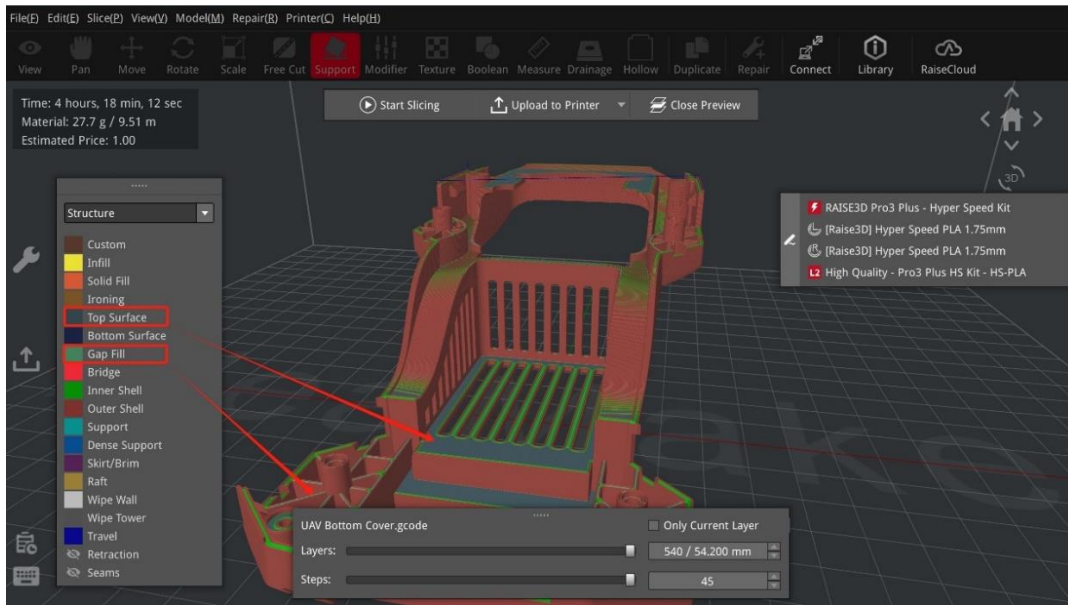 File(F) Edit(E) Slice(P) View(V) Model(M) Repair(R) Printer(C) Help(H)
View Pan Move Rotate Scale Free Cut Support Modifier Texture Boolean Measure Drainage Hollow Duplicate Repair Connect Library RaiseCloud
Time: 4 hours, 18 min, 12 sec
Material: 27.7 g / 9.51 m
Estimated Price: 1.00
Start Slicing Upload to Printer Close Preview
3D
Structure
Custom
Infill
Solid Fill
Ironing
Top Surface
Bottom Surface
Gap Fill
Bridge
Inner Shell
Outer Shell
Support
Dense Support
Skirt/Brim
Raft
Wipe Wall
Wipe Tower
Travel
Retraction
Seams
RAISE3D Pro3 Plus - Hyper Speed Kit
[Raise3D] Hyper Speed PLA 1.75mm
[Raise3D] Hyper Speed PLA 1.75mm
L2 High Quality - Pro3 Plus HS Kit - HS-PLA
UAV Bottom Cover.gcode Only Current Layer
Layers: 540 / 54.200 mm
Steps: 45